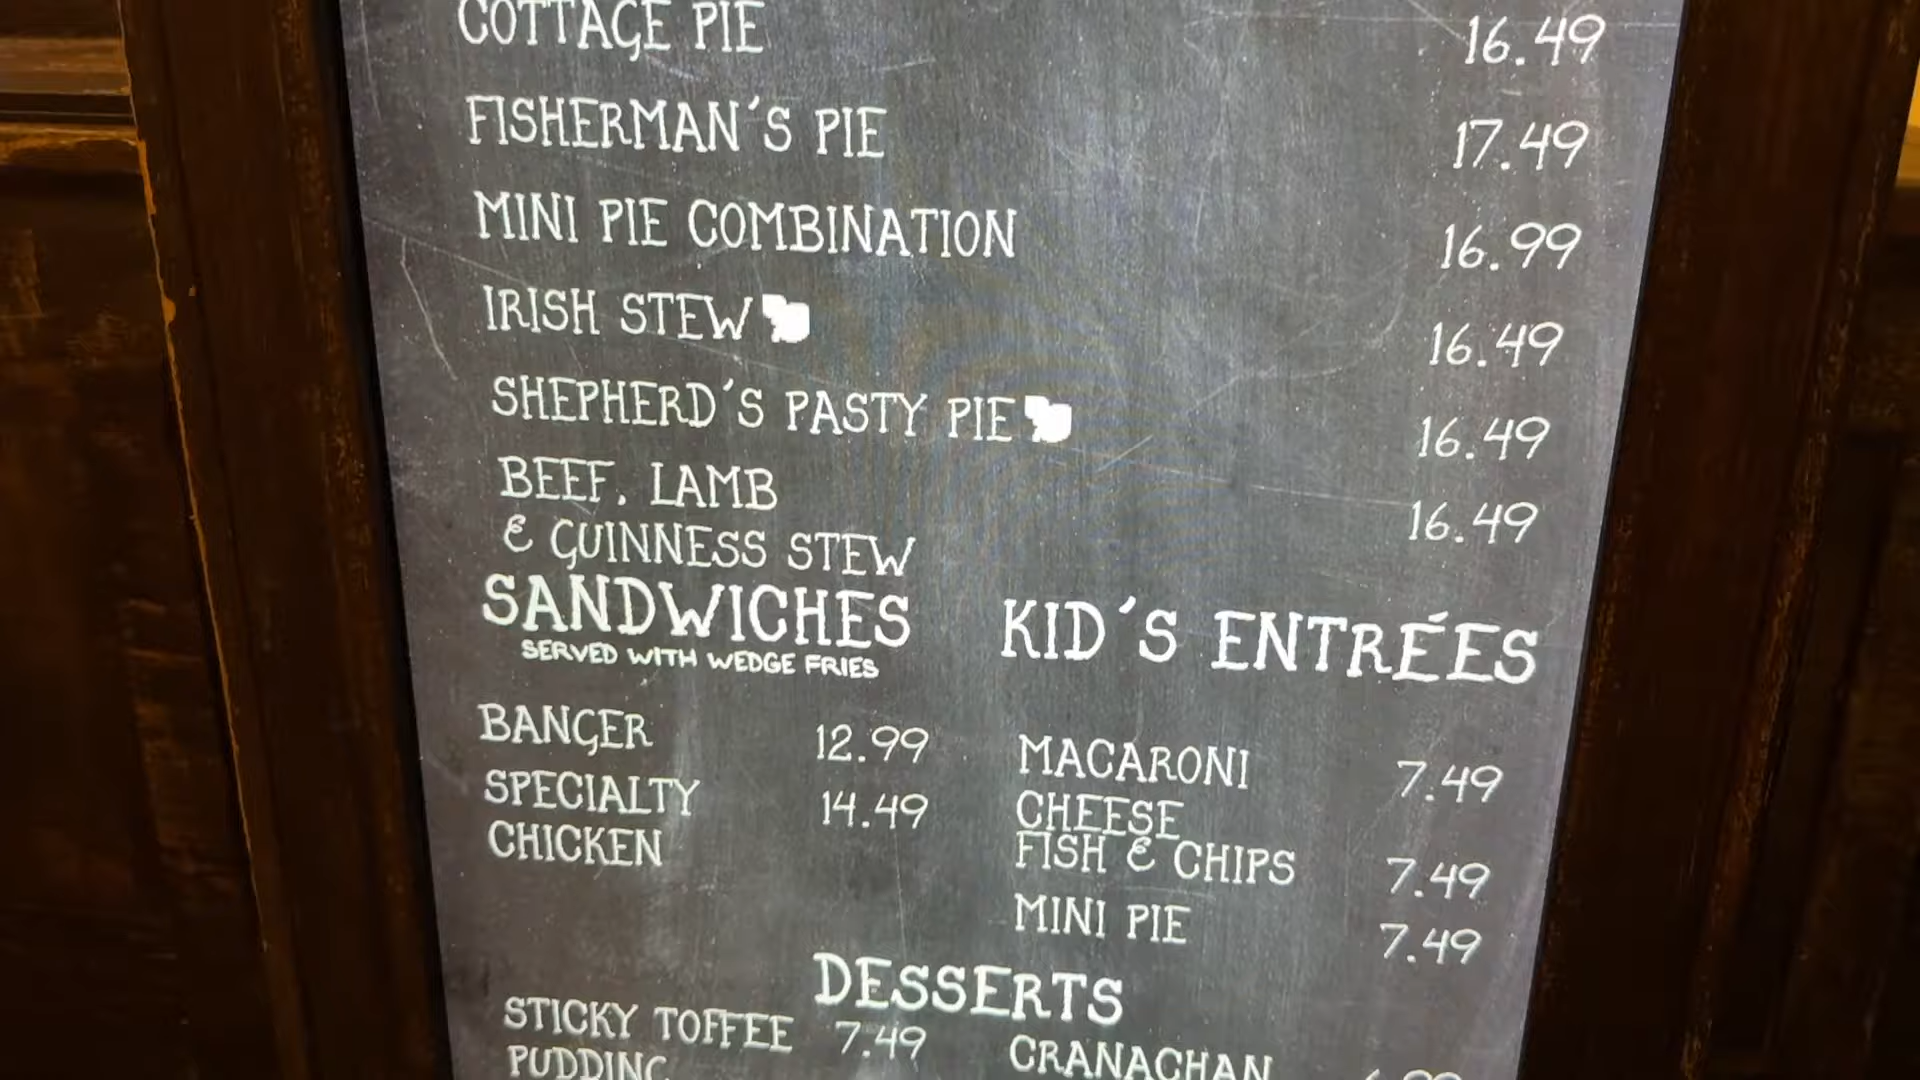 COTTAGE PIE 16.49
FISHERMAN'S PIE 17.49
MINI PIE COMBINATION 16.99
IRISH STEW 16.49
SHEPHERD'S PASTY PIE 16.49
BEEF, LAMB 16.49
& GUINNESS STEW
SANDWICHES
SERVED WITH WEDGE FRIES
BANGER 12.99
SPECIALTY 14.49
CHICKEN
KID'S ENTRÉES
MACARONI 7.49
CHEESE
FISH & CHIPS 7.49
MINI PIE 7.49
DESSERTS
STICKY TOFFEE 7.49
PUDDING
CRANACHAN